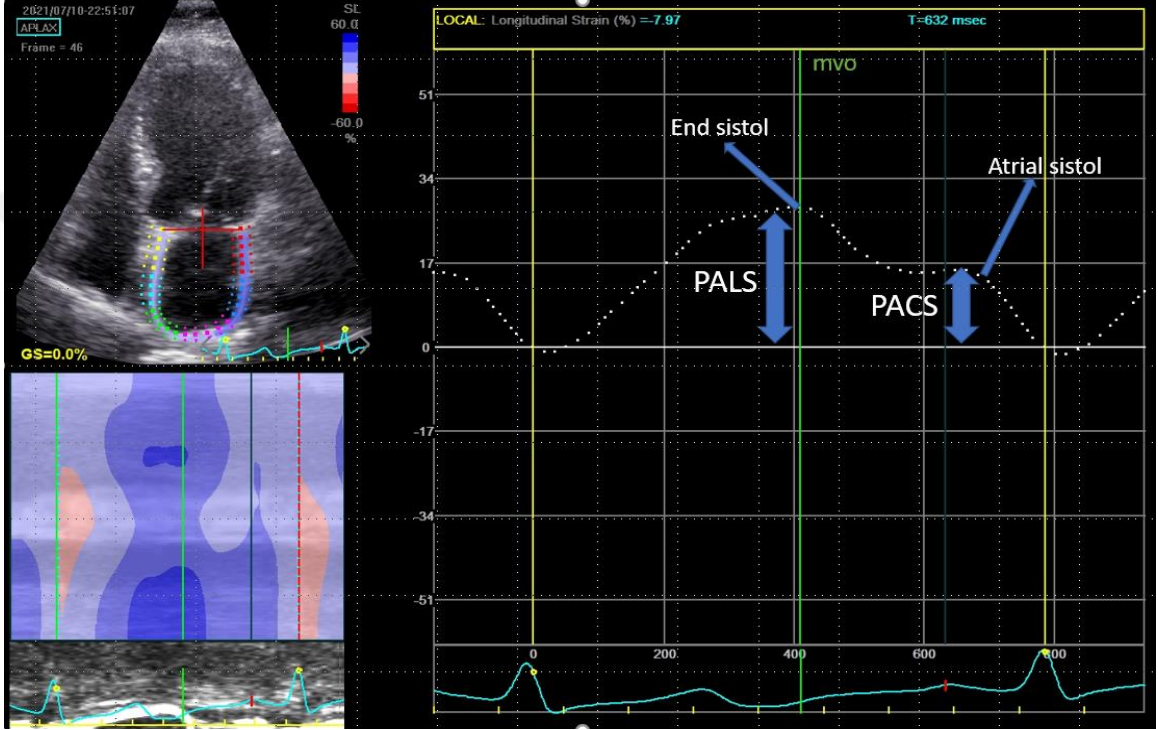 2021/07/10-22:51:07
APLAX
Frame = 46
SL
60.0
-60.0
%
GS=0.0%
LOCAL: Longitudinal Strain (%) =-7.97 T=632 msec
mvo
51
End sistol
34
Atrial sistol
17
PALS
PACS
0
-17
-34
-51
0 200 400 600 800